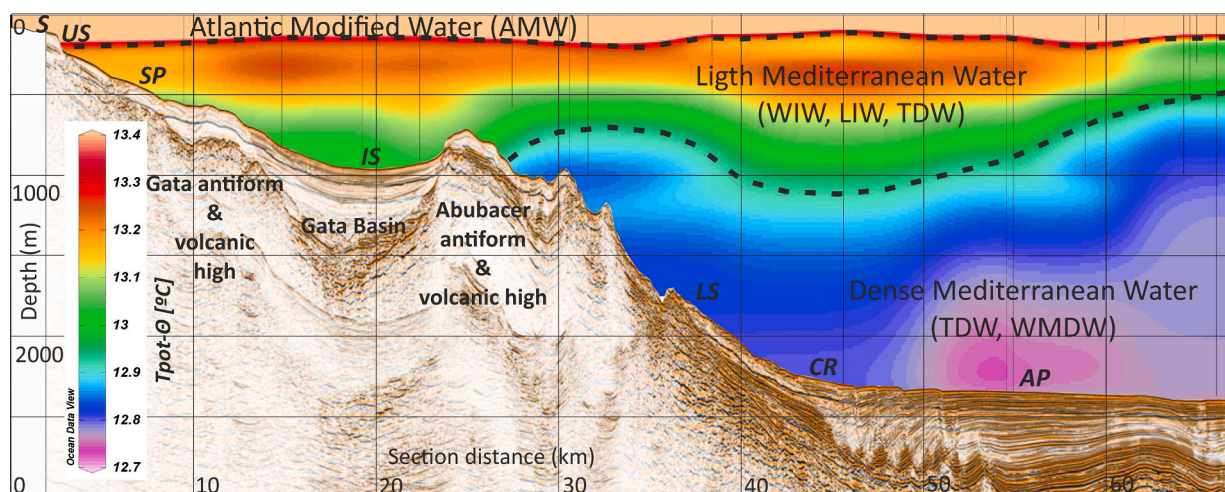 0
S
US
Atlantic Modified Water (AMW)
SP
Ligth Mediterranean Water
(WIW, LIW, TDW)
13.4
13.3
13.2
13.1
13
12.9
12.8
12.7
Tpot-Θ [ºC]
Ocean Data View
IS
1000
Depth (m)
2000
0
Gata antiform
&
volcanic
high
Gata Basin
Abubacer
antiform
&
volcanic high
LS
Dense Mediterranean Water
(TDW, WMDW)
CR
AP
Section distance (km)
10
20
30
40
50
60